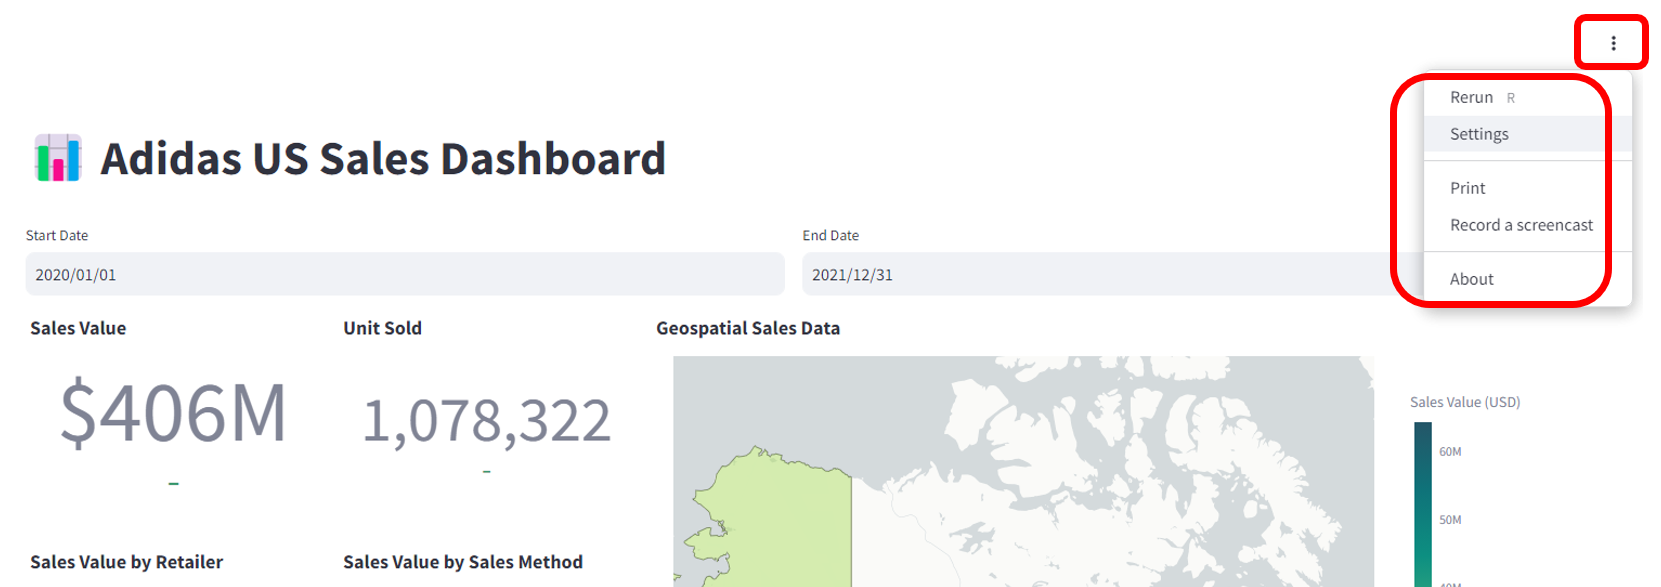 Rerun R
Settings
Print
Record a screencast
About
Adidas US Sales Dashboard
Start Date
2020/01/01
End Date
2021/12/31
Sales Value
$406M
Unit Sold
1,078,322
Geospatial Sales Data
Sales Value (USD)
60M
50M
Sales Value by Retailer
Sales Value by Sales Method